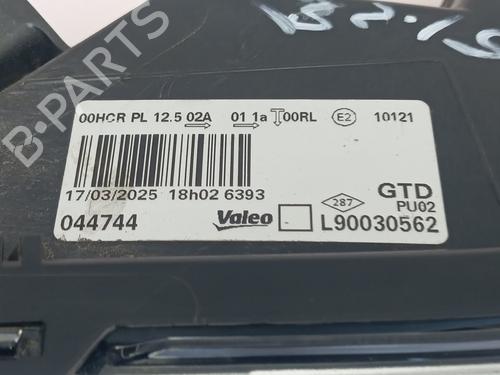 B-PARTS
00HCR PL 12.5 02A 01 1a 00RL E2 10121
17/03/2025 18h02 6393
287 GTD
PU02
044744 Valeo L90030562